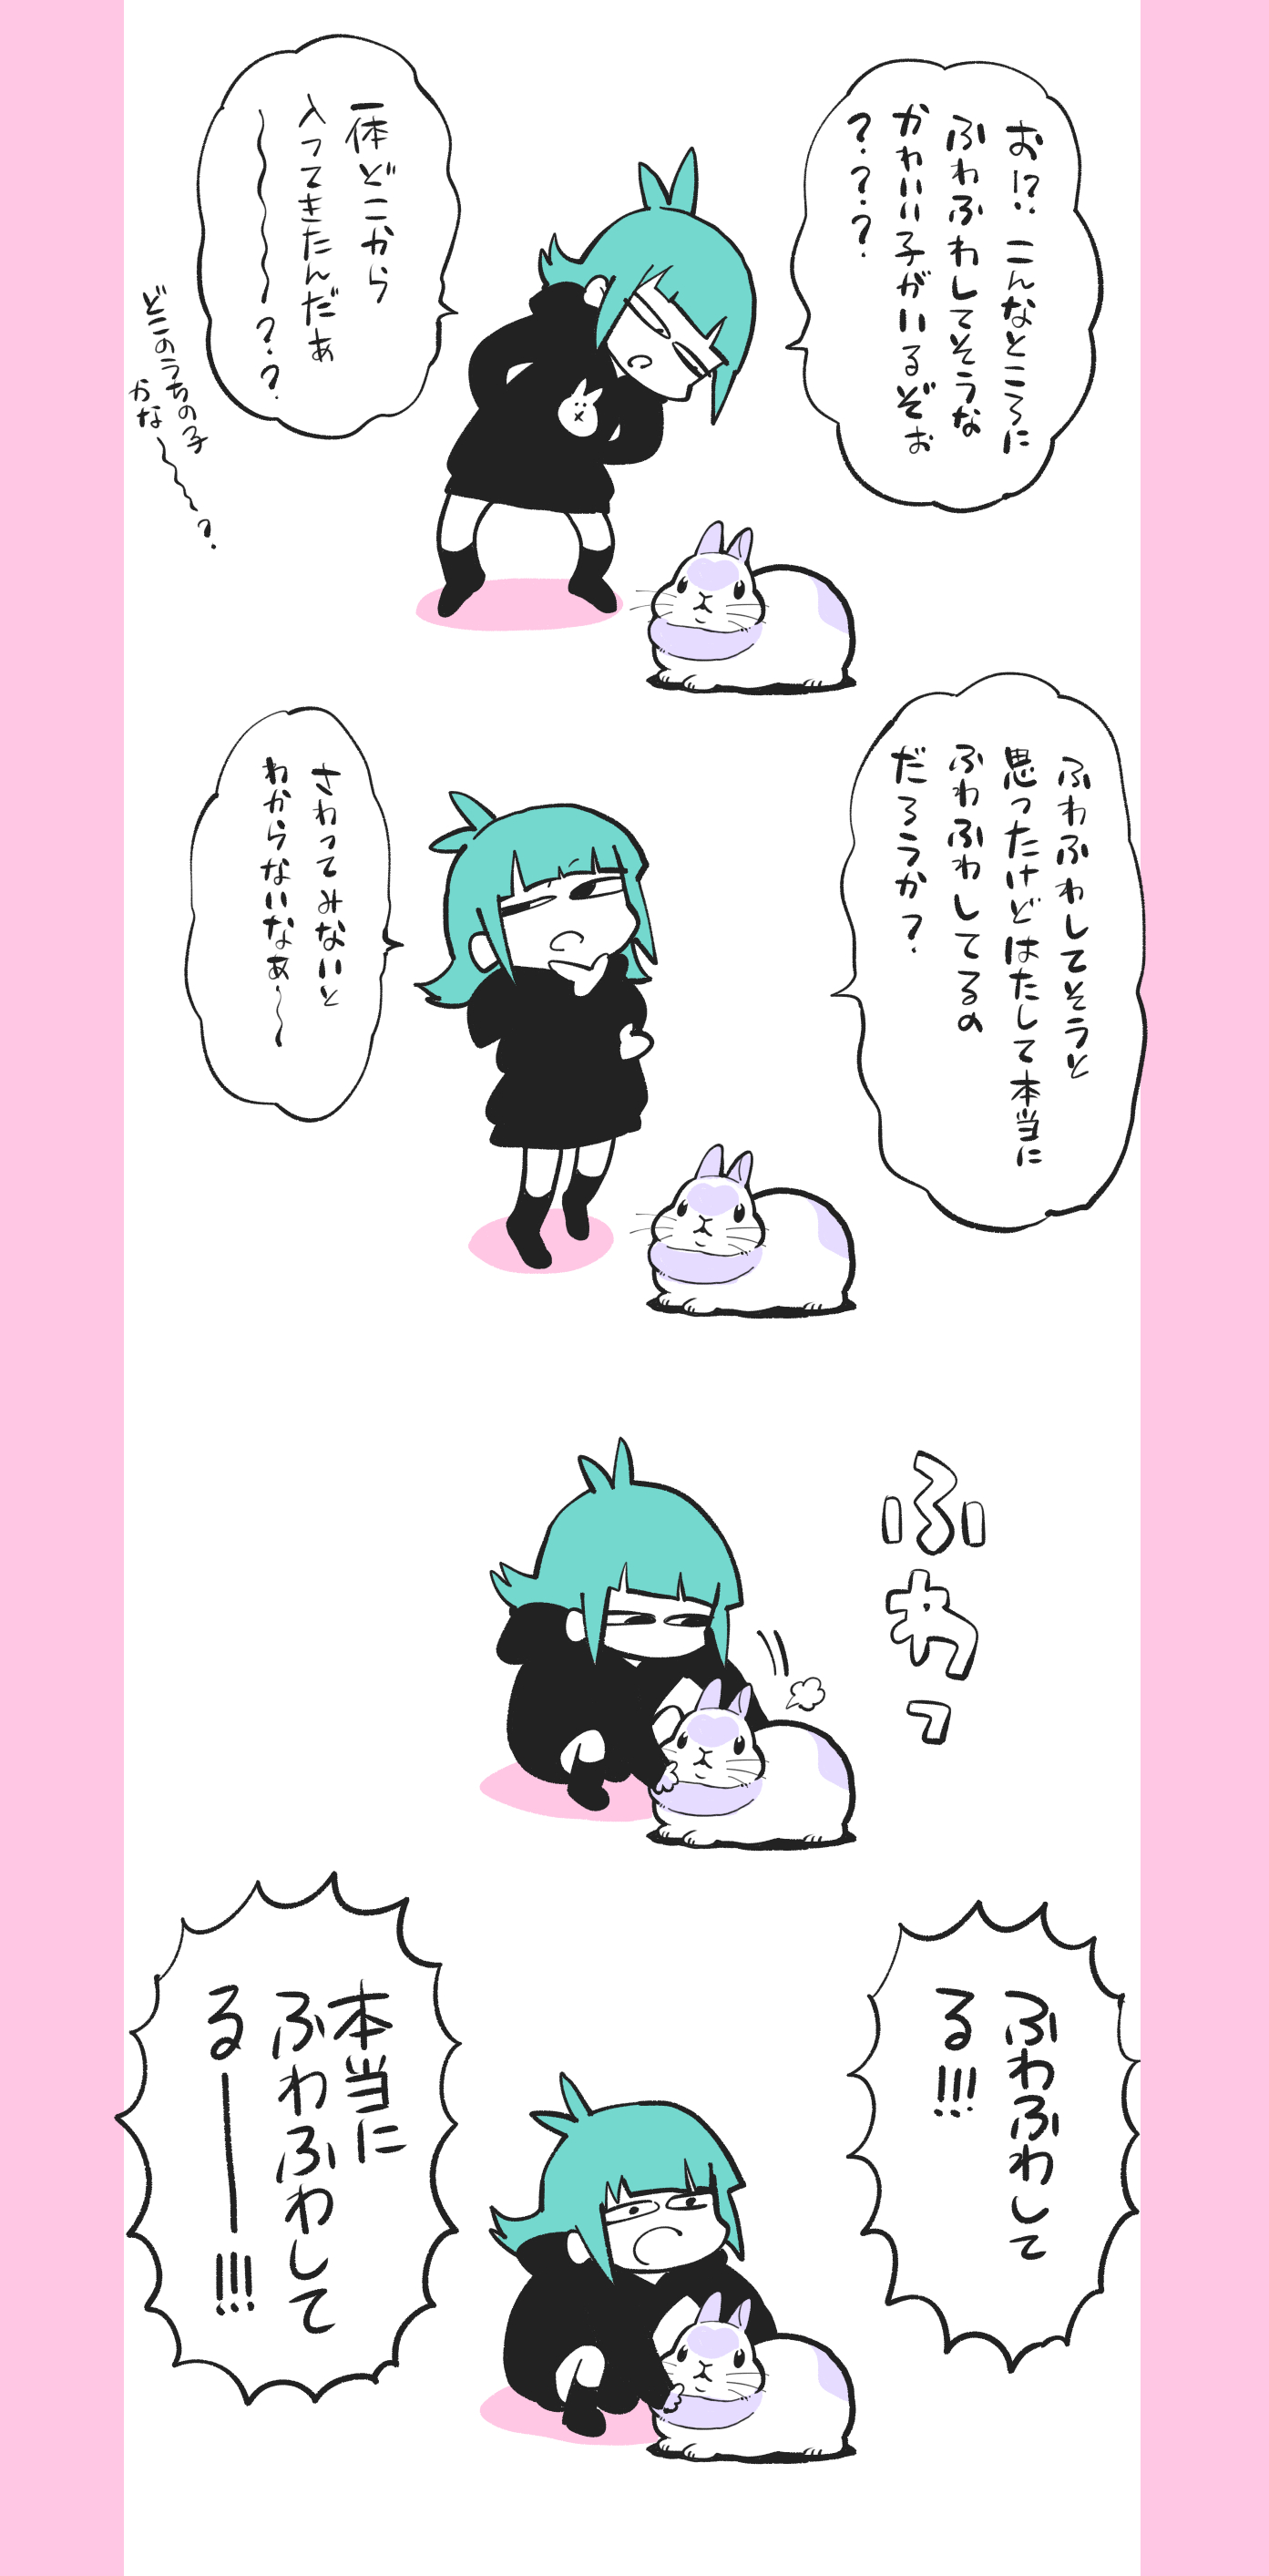 お!?こんなところに
ふわふわしてそうな
かわいい子がいるぞぉ
???
一体どこから
入ってきたんだぁ
〜〜〜〜??
どこのうちの子
かな〜〜〜?
ふわふわしてそうと
思ったけどはたして本当に
ふわふわしてるの
だろうか?
さわってみないと
わからないなぁ〜〜
ふわっ
ふわふわして
る!!!
本当に
ふわふわして
るーーー!!!